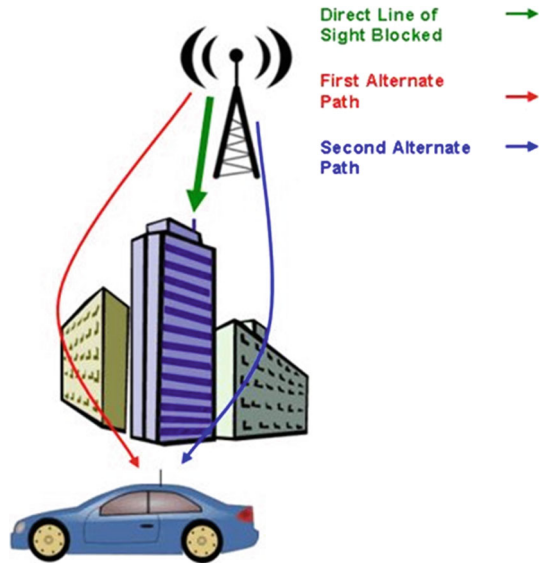 Direct Line of
Sight Blocked
First Alternate
Path
Second Alternate
Path